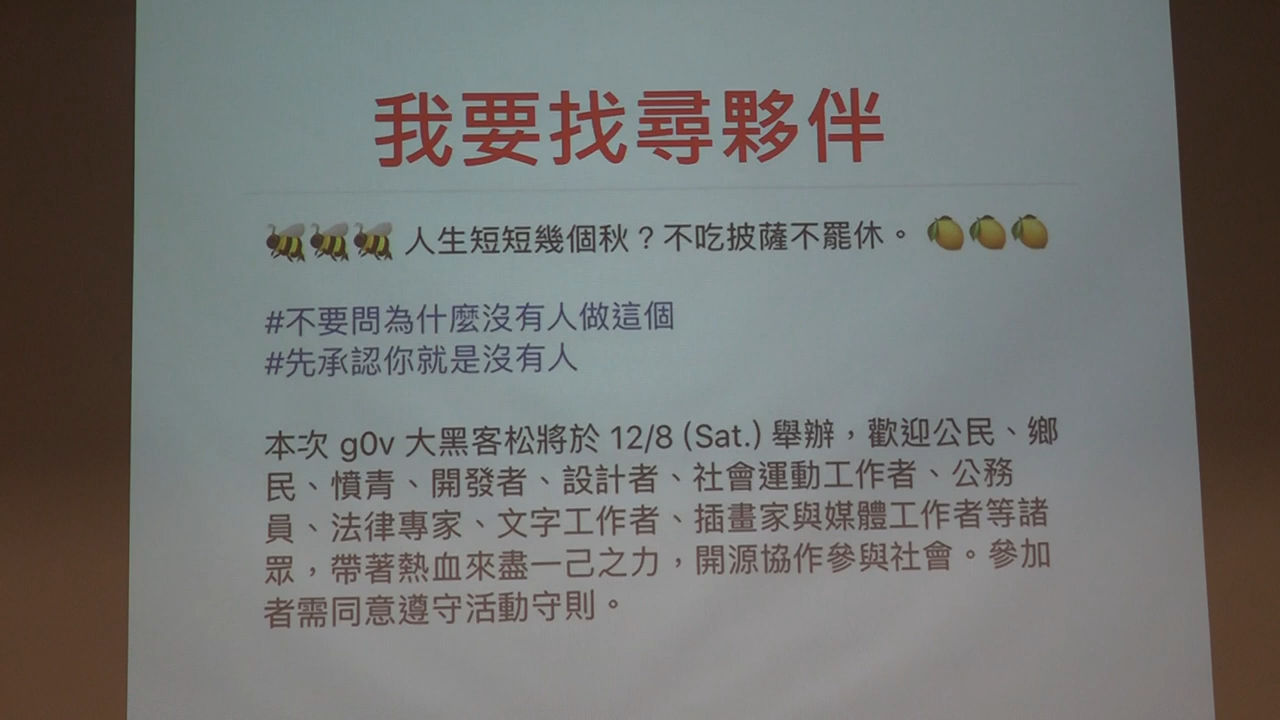 我要找尋夥伴
🐝🐝🐝 人生短短幾個秋？不吃披薩不罷休。 🍋🍋🍋
#不要問為什麼沒有人做這個
#先承認你就是沒有人
本次 g0v 大黑客松將於 12/8 (Sat.) 舉辦，歡迎公民、鄉
民、憤青、開發者、設計者、社會運動工作者、公務
員、法律專家、文字工作者、插畫家與媒體工作者等諸
眾，帶著熱血來盡一己之力，開源協作參與社會。參加
者需同意遵守活動守則。